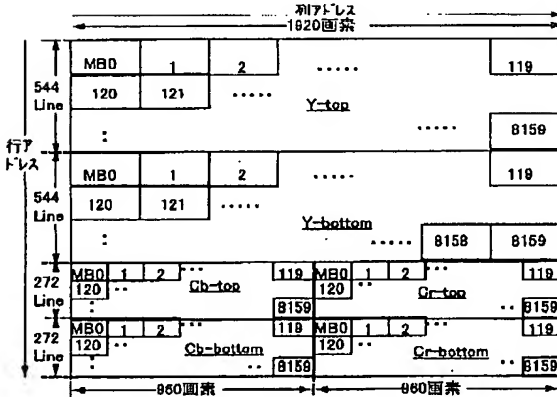 列アドレス
1920画素
MB0 1 2 ····· 119
544 Line
120 121 ·····
Y-top
: ····· 8159
行アドレス
MB0 1 2 ····· 119
544 Line
120 121 ·····
Y-bottom
: ····· 8158 8159
MB0 1 2 ··· 119 MB0 1 2 ··· 119
272 Line
120 ·· Cb-top 120 ·· Cr-top
: 8159 ·· 8159
MB0 1 2 ··· 119 MB0 1 2 ··· 119
272 Line
120 ·· Cb-bottom 120 ·· Cr-bottom
: ·· 8159 ·· 8159
960画素 960画素